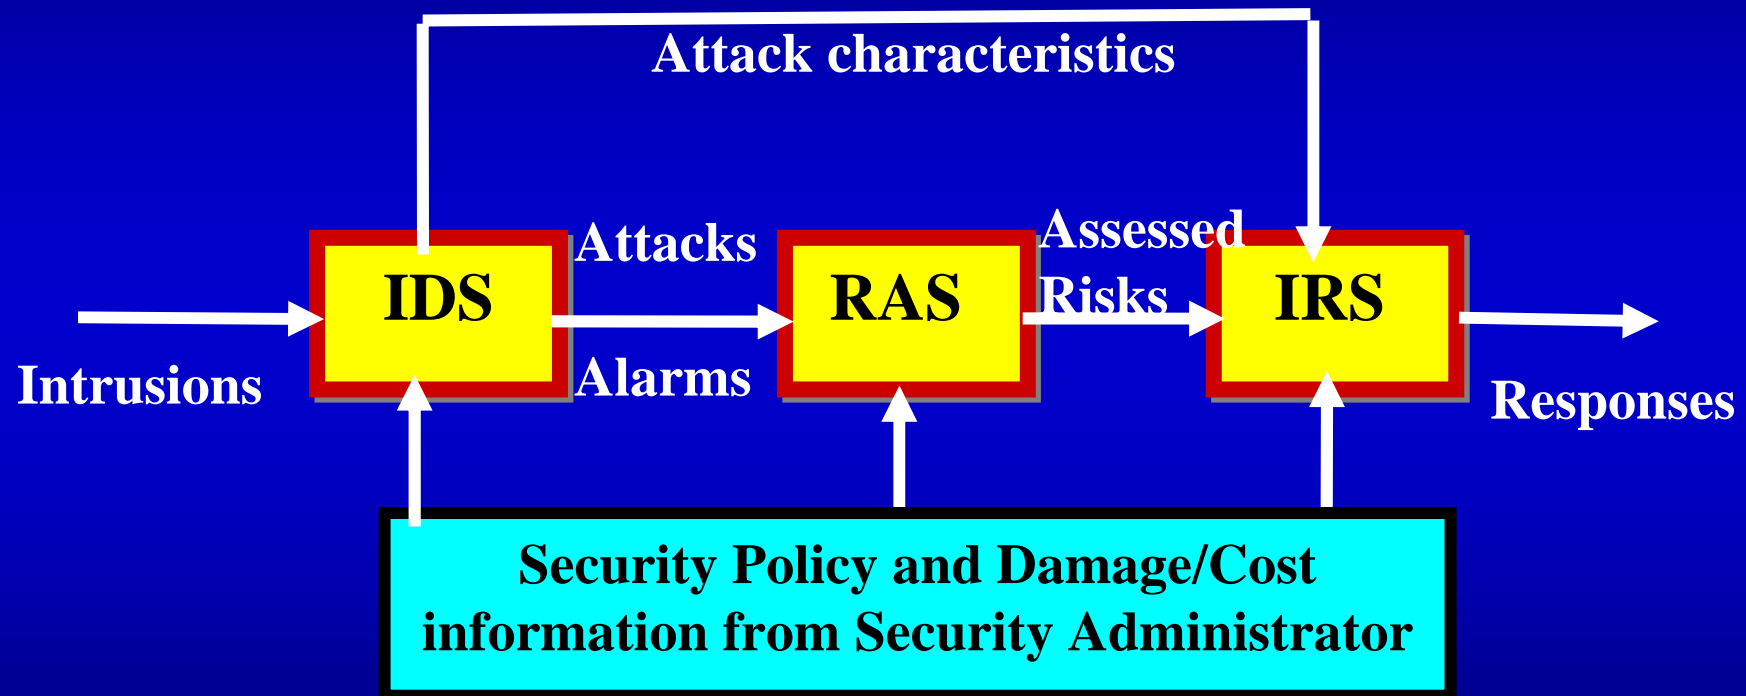 Attack characteristics
Attacks
Assessed
IDS
RAS
Risks
IRS
Intrusions
Alarms
Responses
Security Policy and Damage/Cost
information from Security Administrator